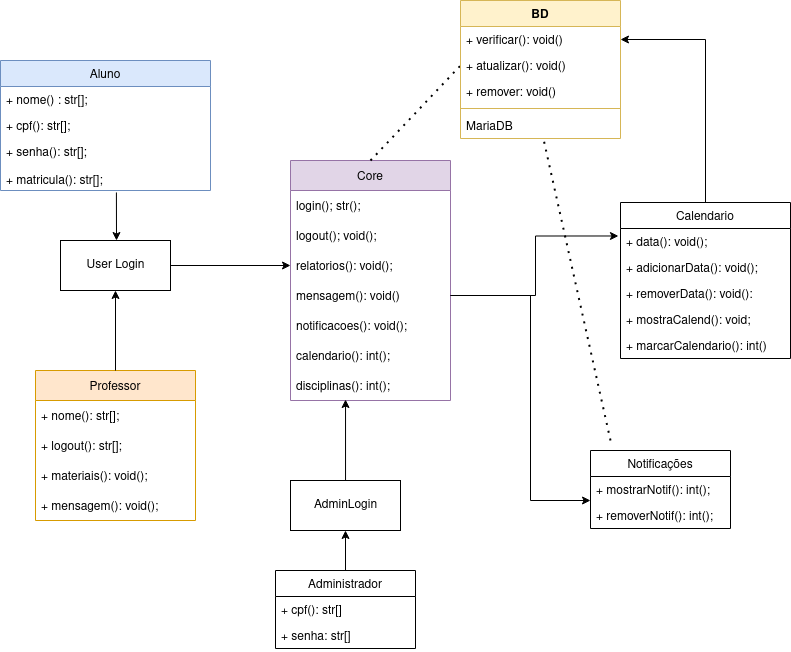 BD
+ verificar(): void()
+ atualizar(): void()
+ remover: void()
MariaDB
Aluno
+ nome() : str[];
+ cpf(): str[];
+ senha(): str[];
+ matricula(): str[];
Core
login(); str();
logout(); void();
relatorios(): void();
mensagem(): void()
notificacoes(): void();
calendario(): int();
disciplinas(): int();
User Login
Calendario
+ data(): void();
+ adicionarData(): void();
+ removerData(): void():
+ mostraCalend(): void;
+ marcarCalendario(): int()
Professor
+ nome(): str[];
+ logout(): str[];
+ materiais(): void();
+ mensagem(): void();
Notificações
+ mostrarNotif(): int();
+ removerNotif(): int();
AdminLogin
Administrador
+ cpf(): str[]
+ senha: str[]